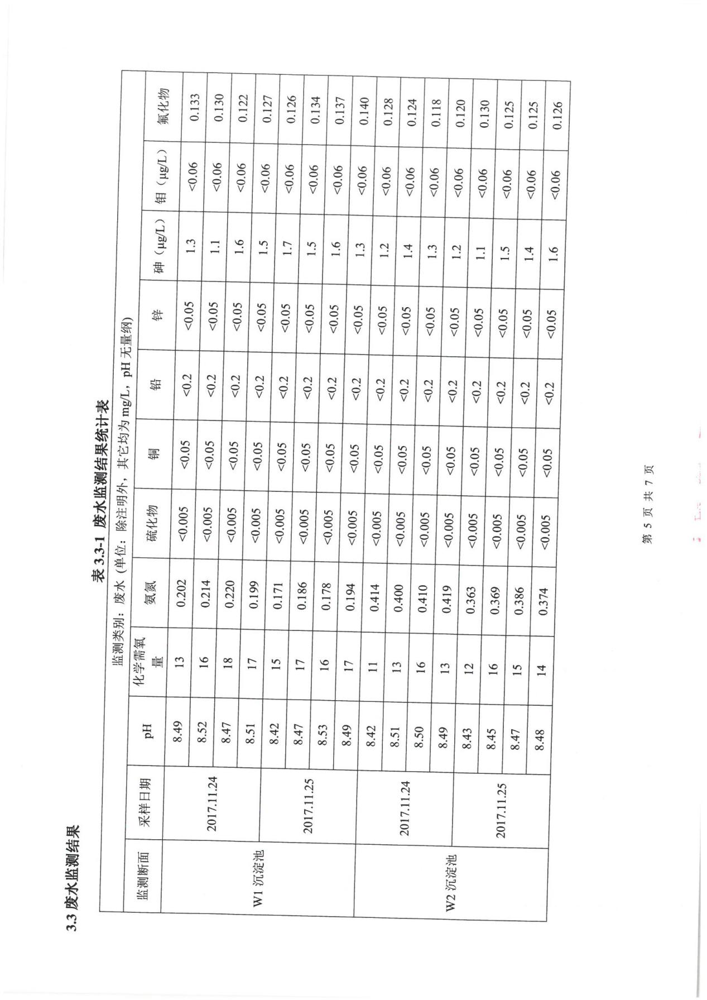 3.3 废水监测结果
表 3.3-1 废水监测结果统计表
监测类别：废水 (单位：除注明外，其它均为 mg/L，pH 无量纲)
监测断面 采样日期 pH 化学需氧量 氨氮 硫化物 铜 铅 锌 砷（μg/L） 钼（μg/L） 氟化物
W1 沉淀池 2017.11.24 8.49 13 0.202 <0.005 <0.05 <0.2 <0.05 1.3 <0.06 0.133
8.52 16 0.214 <0.005 <0.05 <0.2 <0.05 1.1 <0.06 0.130
8.47 18 0.220 <0.005 <0.05 <0.2 <0.05 1.6 <0.06 0.122
8.51 17 0.199 <0.005 <0.05 <0.2 <0.05 1.5 <0.06 0.127
2017.11.25 8.42 15 0.171 <0.005 <0.05 <0.2 <0.05 1.7 <0.06 0.126
8.47 17 0.186 <0.005 <0.05 <0.2 <0.05 1.5 <0.06 0.134
8.53 16 0.178 <0.005 <0.05 <0.2 <0.05 1.6 <0.06 0.137
8.49 17 0.194 <0.005 <0.05 <0.2 <0.05 1.3 <0.06 0.140
W2 沉淀池 2017.11.24 8.42 11 0.414 <0.005 <0.05 <0.2 <0.05 1.2 <0.06 0.128
8.51 13 0.400 <0.005 <0.05 <0.2 <0.05 1.4 <0.06 0.124
8.50 16 0.410 <0.005 <0.05 <0.2 <0.05 1.3 <0.06 0.118
8.49 13 0.419 <0.005 <0.05 <0.2 <0.05 1.2 <0.06 0.120
2017.11.25 8.43 12 0.363 <0.005 <0.05 <0.2 <0.05 1.1 <0.06 0.130
8.45 16 0.369 <0.005 <0.05 <0.2 <0.05 1.5 <0.06 0.125
8.47 15 0.386 <0.005 <0.05 <0.2 <0.05 1.4 <0.06 0.125
8.48 14 0.374 <0.005 <0.05 <0.2 <0.05 1.6 <0.06 0.126
第 5 页 共 7 页